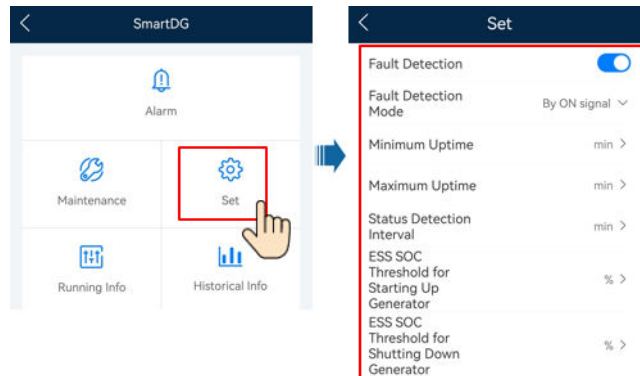 SmartDG
Alarm
Maintenance
Set
Running Info
Historical Info
Set
Fault Detection
Fault Detection
Mode
By ON signal
Minimum Uptime
min
Maximum Uptime
min
Status Detection
Interval
min
ESS SOC
Threshold for
Starting Up
Generator
%
ESS SOC
Threshold for
Shutting Down
Generator
%